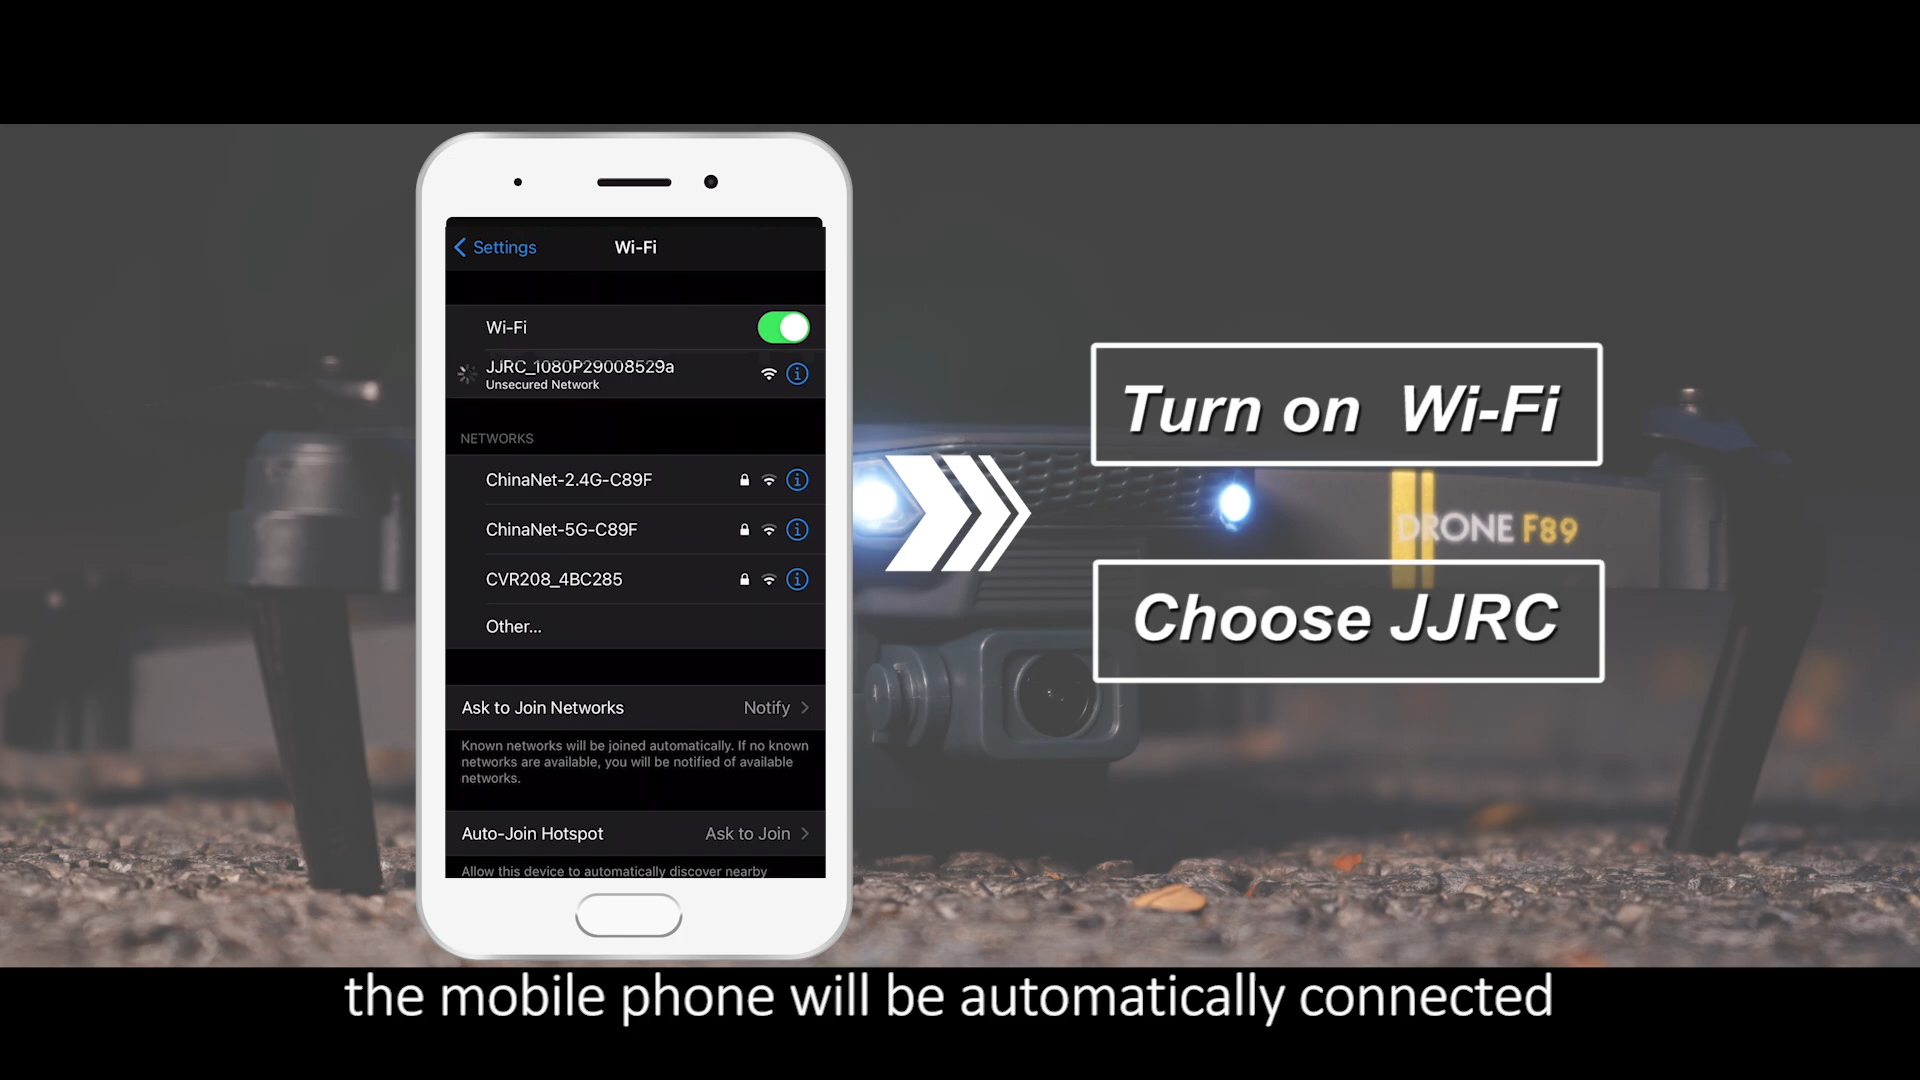 Settings
Wi-Fi
Wi-Fi
JJRC_1080P29008529a
Unsecured Network
NETWORKS
ChinaNet-2.4G-C89F
ChinaNet-5G-C89F
CVR208_4BC285
Other...
Ask to Join Networks
Notify
Known networks will be joined automatically. If no known
networks are available, you will be notified of available
networks.
Auto-Join Hotspot
Ask to Join
Allow this device to automatically discover nearby
Turn on Wi-Fi
DRONE F89
Choose JJRC
the mobile phone will be automatically connected